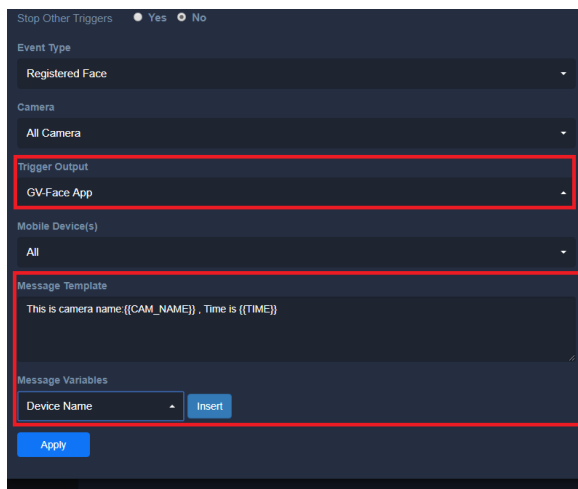 Stop Other Triggers Yes No
Event Type
Registered Face
Camera
All Camera
Trigger Output
GV-Face App
Mobile Device(s)
All
Message Template
This is camera name:{{CAM_NAME}} , Time is {{TIME}}
Message Variables
Device Name Insert
Apply